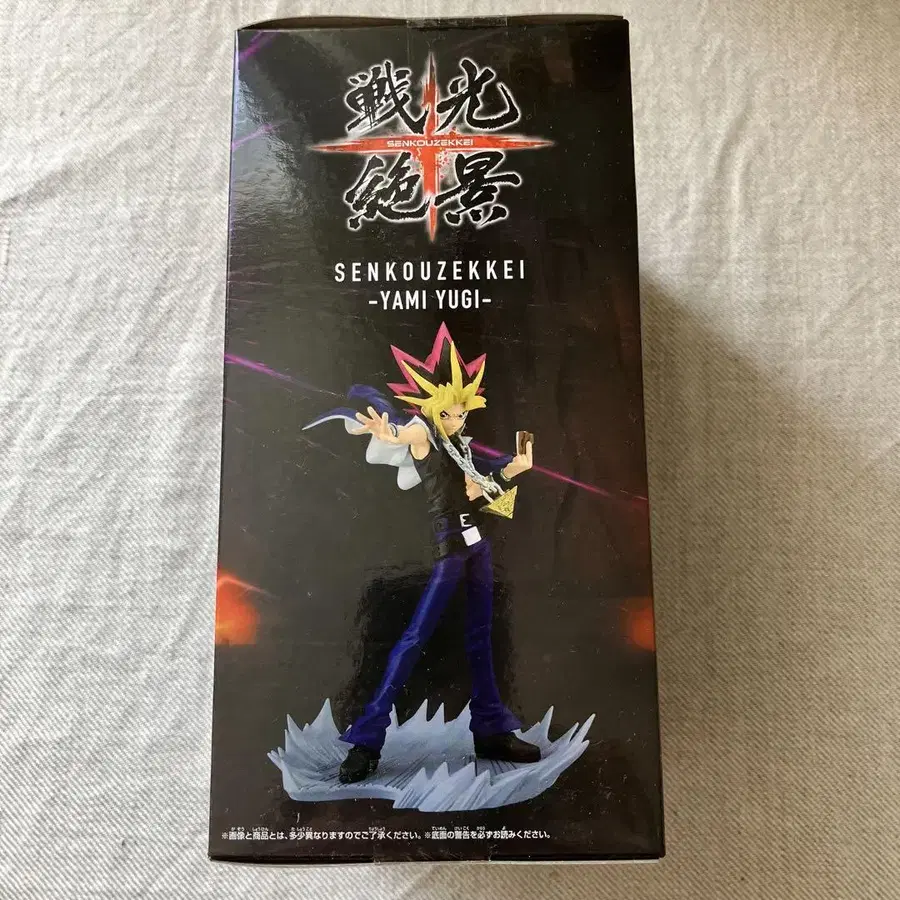 戦光
SENKOUZEKKEI
絶景
SENKOUZEKKEI
-YAMI YUGI-
※画像と商品とは、多少異なりますのでご了承ください。※底面の警告を必ずお読みください。